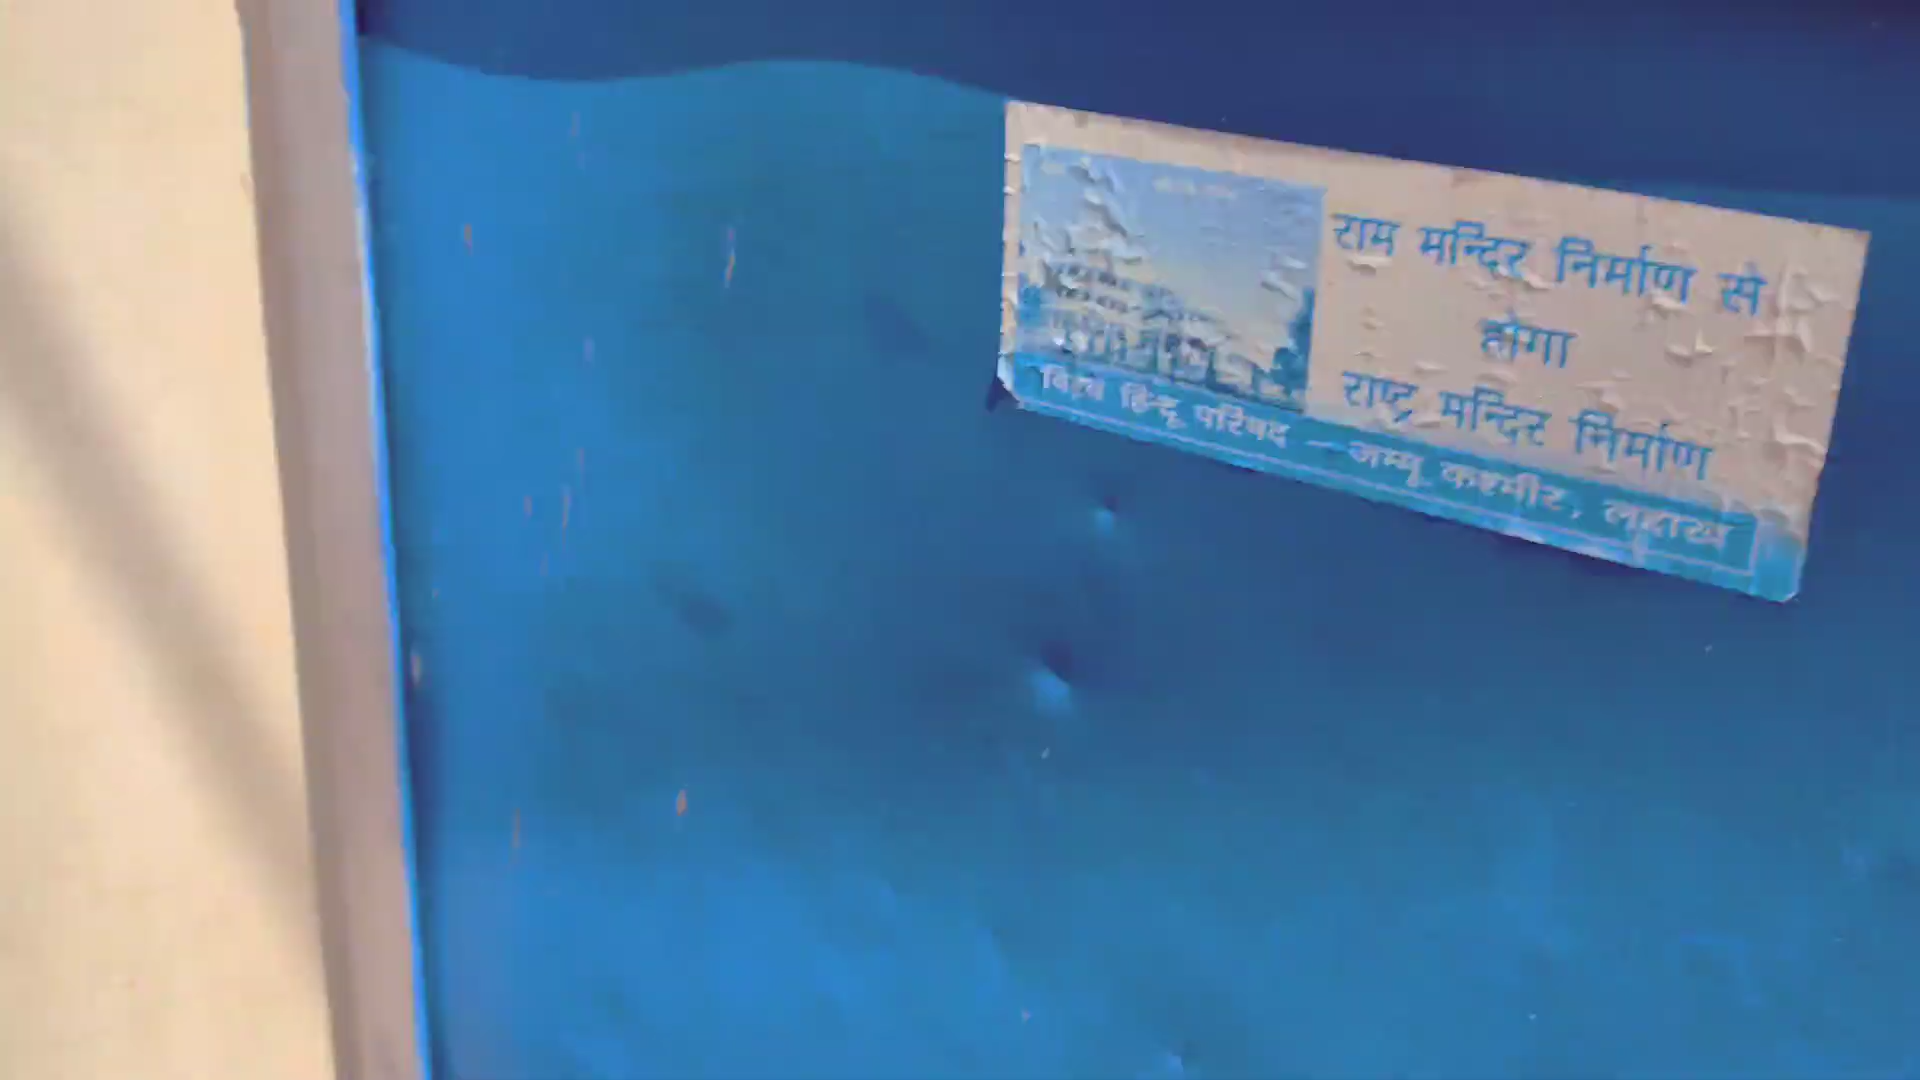 राम मन्दिर निर्माण से
होगा
राष्ट्र मन्दिर निर्माण
विश्व हिन्दू परिषद – जम्मू कश्मीर, लद्दाख